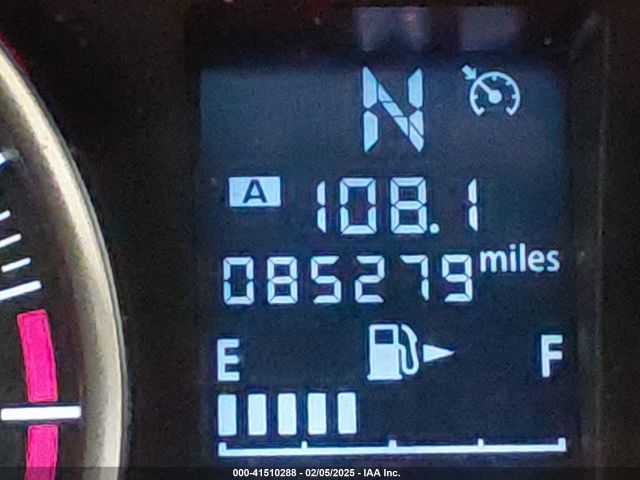 N
A 108.1
085279 miles
E F
000-41510288 - 02/05/2025 - IAA Inc.